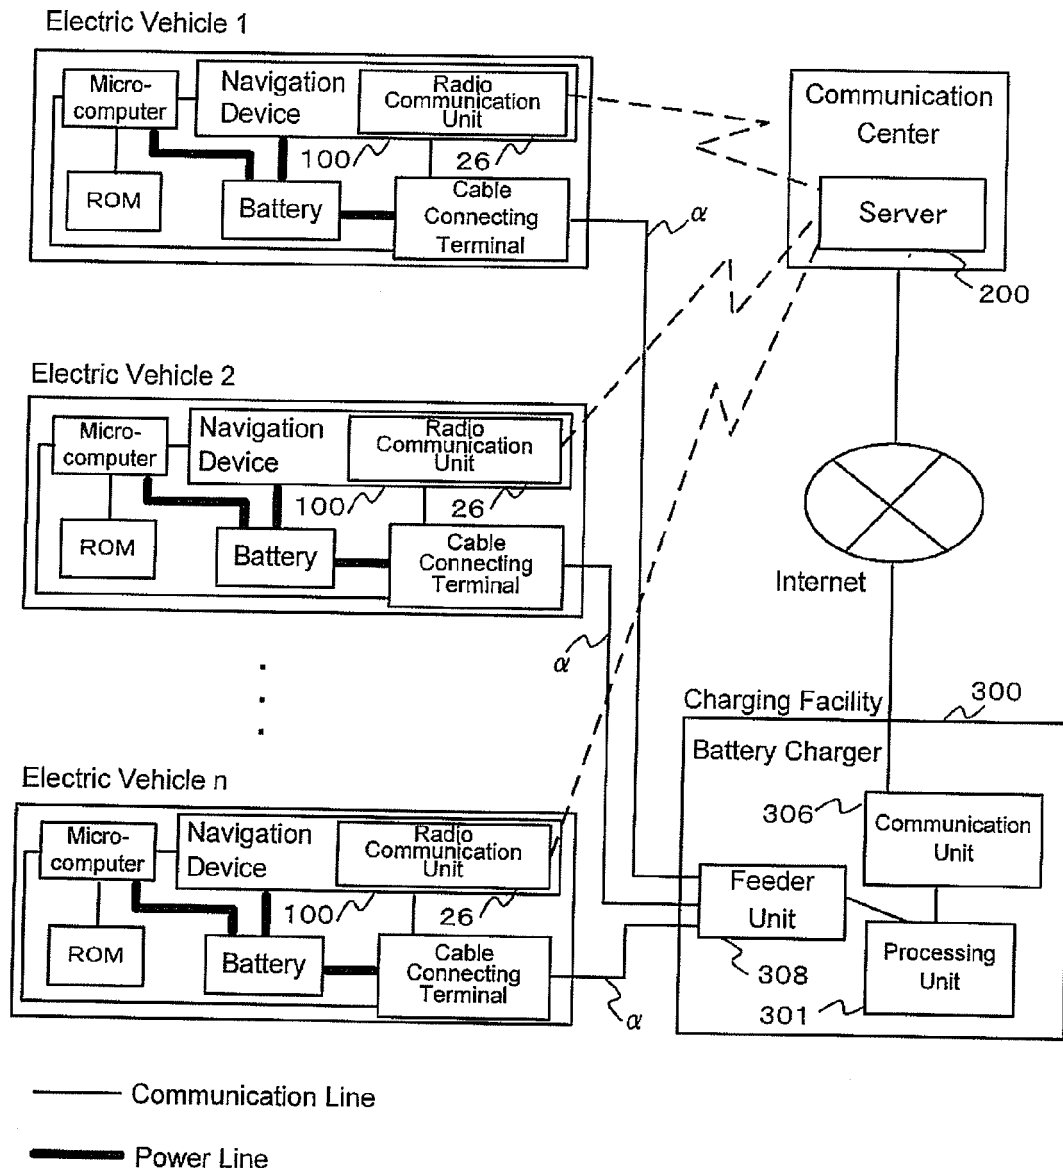 Electric Vehicle 1
Micro-
computer
Navigation
Device
Radio
Communication
Unit
100
26
ROM
Battery
Cable
Connecting
Terminal
α
Communication
Center
Server
200
Electric Vehicle 2
Micro-
computer
Navigation
Device
Radio
Communication
Unit
100
26
ROM
Battery
Cable
Connecting
Terminal
α
Internet
Electric Vehicle n
Micro-
computer
Navigation
Device
Radio
Communication
Unit
100
26
ROM
Battery
Cable
Connecting
Terminal
α
Charging Facility
300
Battery Charger
306
Communication
Unit
Feeder
Unit
308
Processing
Unit
301
Communication Line
Power Line